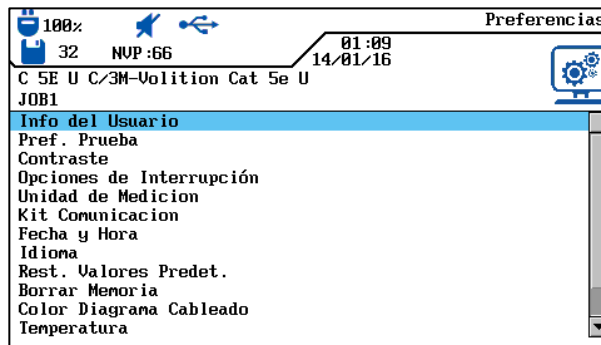 100% Preferencias
32 NVP:66 01:09
14/01/16
C 5E U C/3M-Volition Cat 5e U
JOB1
Info del Usuario
Pref. Prueba
Contraste
Opciones de Interrupción
Unidad de Medicion
Kit Comunicacion
Fecha y Hora
Idioma
Rest. Valores Predet.
Borrar Memoria
Color Diagrama Cableado
Temperatura